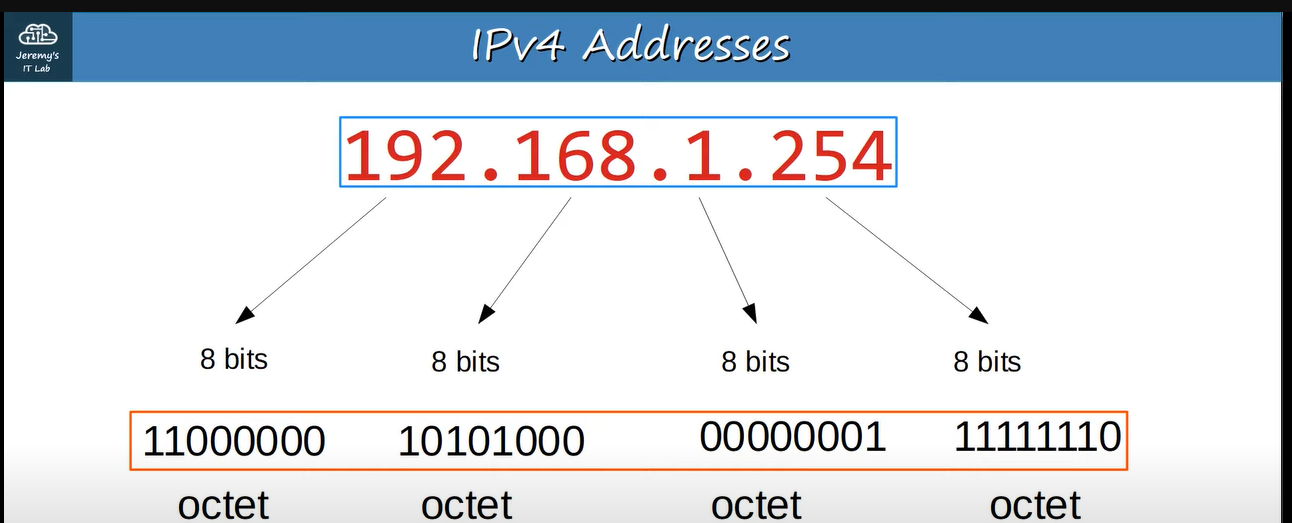 Jeremy's
IT Lab
IPv4 Addresses
192.168.1.254
8 bits 8 bits 8 bits 8 bits
11000000 10101000 00000001 11111110
octet octet octet octet